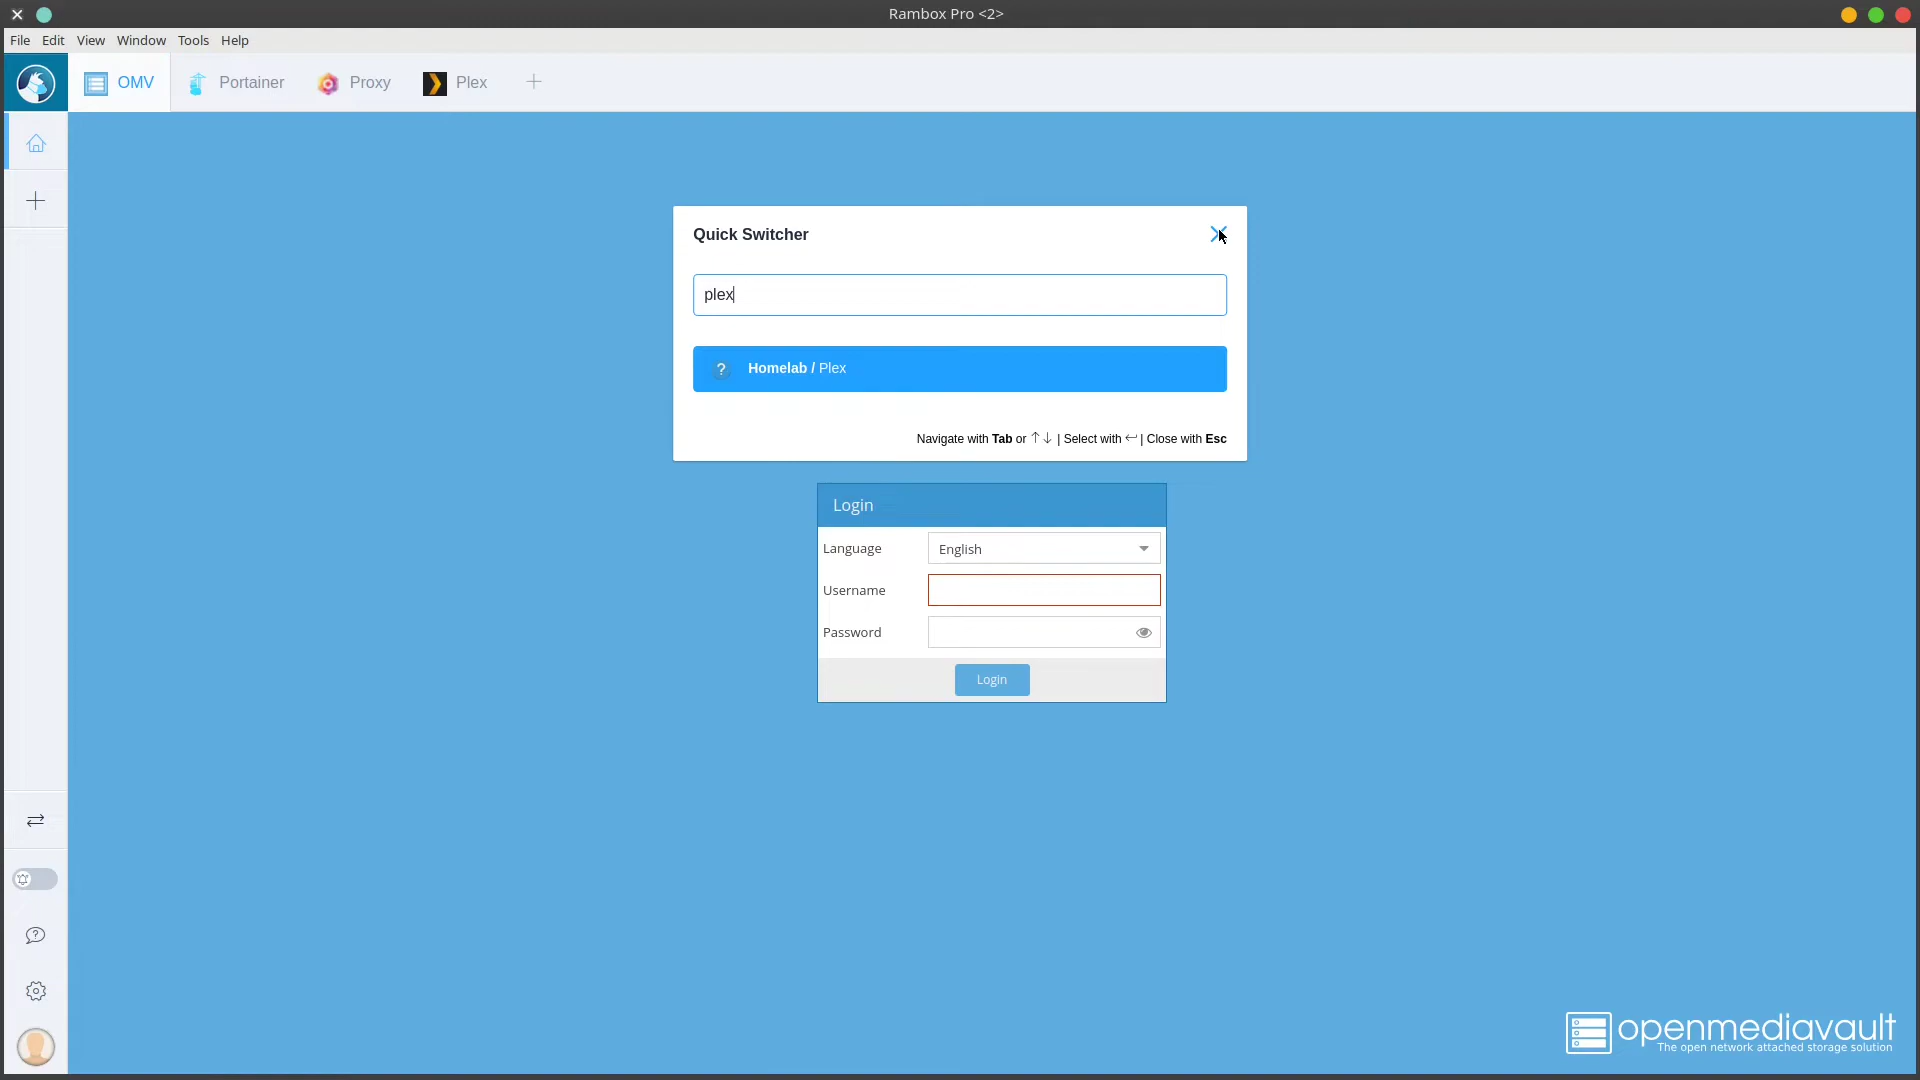 Rambox Pro <2>
File Edit View Window Tools Help
OMV Portainer Proxy Plex
Quick Switcher
plex
? Homelab / Plex
Navigate with Tab or ↑↓ | Select with ↵ | Close with Esc
Login
Language English
Username
Password
Login
openmediavault
The open network attached storage solution